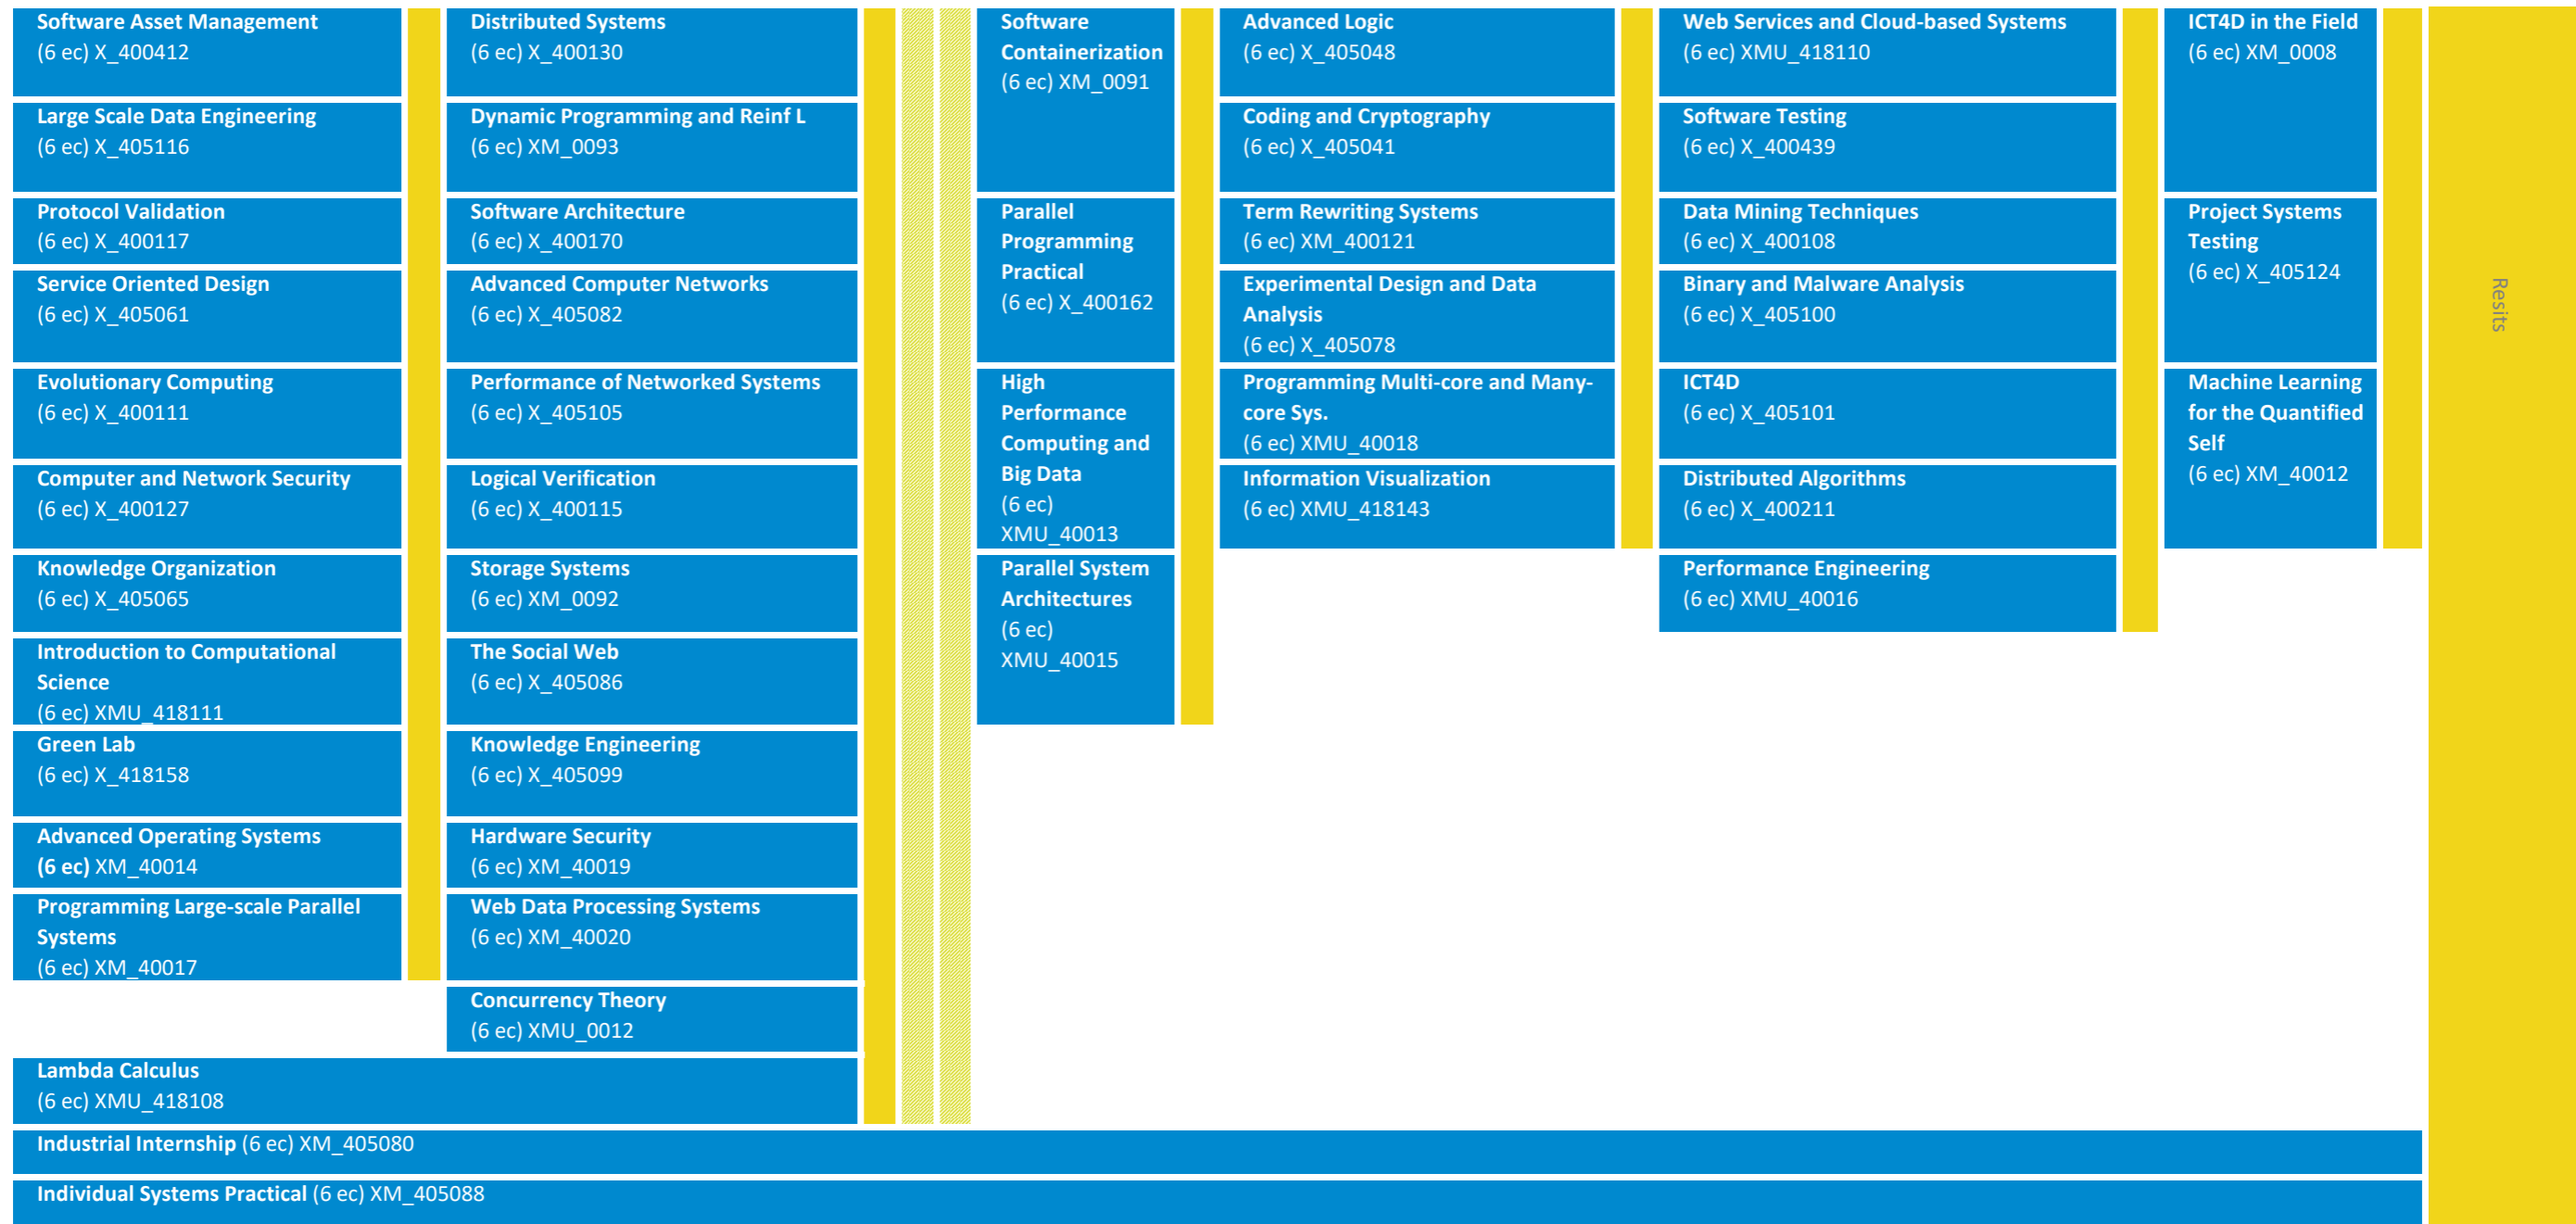 Software Asset Management
(6 ec) X_400412
Large Scale Data Engineering
(6 ec) X_405116
Protocol Validation
(6 ec) X_400117
Service Oriented Design
(6 ec) X_405061
Evolutionary Computing
(6 ec) X_400111
Computer and Network Security
(6 ec) X_400127
Knowledge Organization
(6 ec) X_405065
Introduction to Computational
Science
(6 ec) XMU_418111
Green Lab
(6 ec) X_418158
Advanced Operating Systems
(6 ec) XM_40014
Programming Large-scale Parallel
Systems
(6 ec) XM_40017
Distributed Systems
(6 ec) X_400130
Dynamic Programming and Reinf L
(6 ec) XM_0093
Software Architecture
(6 ec) X_400170
Advanced Computer Networks
(6 ec) X_405082
Performance of Networked Systems
(6 ec) X_405105
Logical Verification
(6 ec) X_400115
Storage Systems
(6 ec) XM_0092
The Social Web
(6 ec) X_405086
Knowledge Engineering
(6 ec) X_405099
Hardware Security
(6 ec) XM_40019
Web Data Processing Systems
(6 ec) XM_40020
Concurrency Theory
(6 ec) XMU_0012
Lambda Calculus
(6 ec) XMU_418108
Software
Containerization
(6 ec) XM_0091
Parallel
Programming
Practical
(6 ec) X_400162
High
Performance
Computing and
Big Data
(6 ec)
XMU_40013
Parallel System
Architectures
(6 ec)
XMU_40015
Advanced Logic
(6 ec) X_405048
Coding and Cryptography
(6 ec) X_405041
Term Rewriting Systems
(6 ec) XM_400121
Experimental Design and Data
Analysis
(6 ec) X_405078
Programming Multi-core and Many-
core Sys.
(6 ec) XMU_40018
Information Visualization
(6 ec) XMU_418143
Web Services and Cloud-based Systems
(6 ec) XMU_418110
Software Testing
(6 ec) X_400439
Data Mining Techniques
(6 ec) X_400108
Binary and Malware Analysis
(6 ec) X_405100
ICT4D
(6 ec) X_405101
Distributed Algorithms
(6 ec) X_400211
Performance Engineering
(6 ec) XMU_40016
ICT4D in the Field
(6 ec) XM_0008
Project Systems
Testing
(6 ec) X_405124
Machine Learning
for the Quantified
Self
(6 ec) XM_40012
Resits
Industrial Internship (6 ec) XM_405080
Individual Systems Practical (6 ec) XM_405088